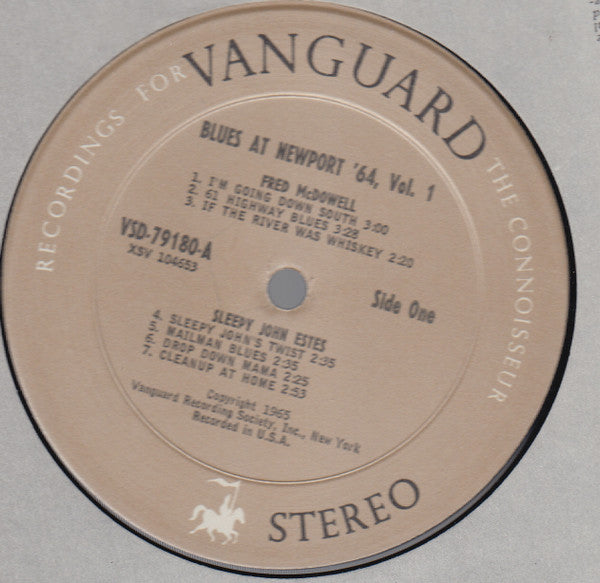 RECORDINGS FOR VANGUARD THE CONNOISSEUR
BLUES AT NEWPORT '64, Vol. 1
FRED McDOWELL
1. I'M GOING DOWN SOUTH 3:00
2. 61 HIGHWAY BLUES 3:28
3. IF THE RIVER WAS WHISKEY 2:20
VSD-79180-A
XSV 104653
Side One
SLEEPY JOHN ESTES
4. SLEEPY JOHN'S TWIST 2:35
5. MAILMAN BLUES 2:35
6. DROP DOWN MAMA 2:25
7. CLEANUP AT HOME 2:53
Copyright 1965
Vanguard Recording Society, Inc., New York
Recorded in U.S.A.
STEREO